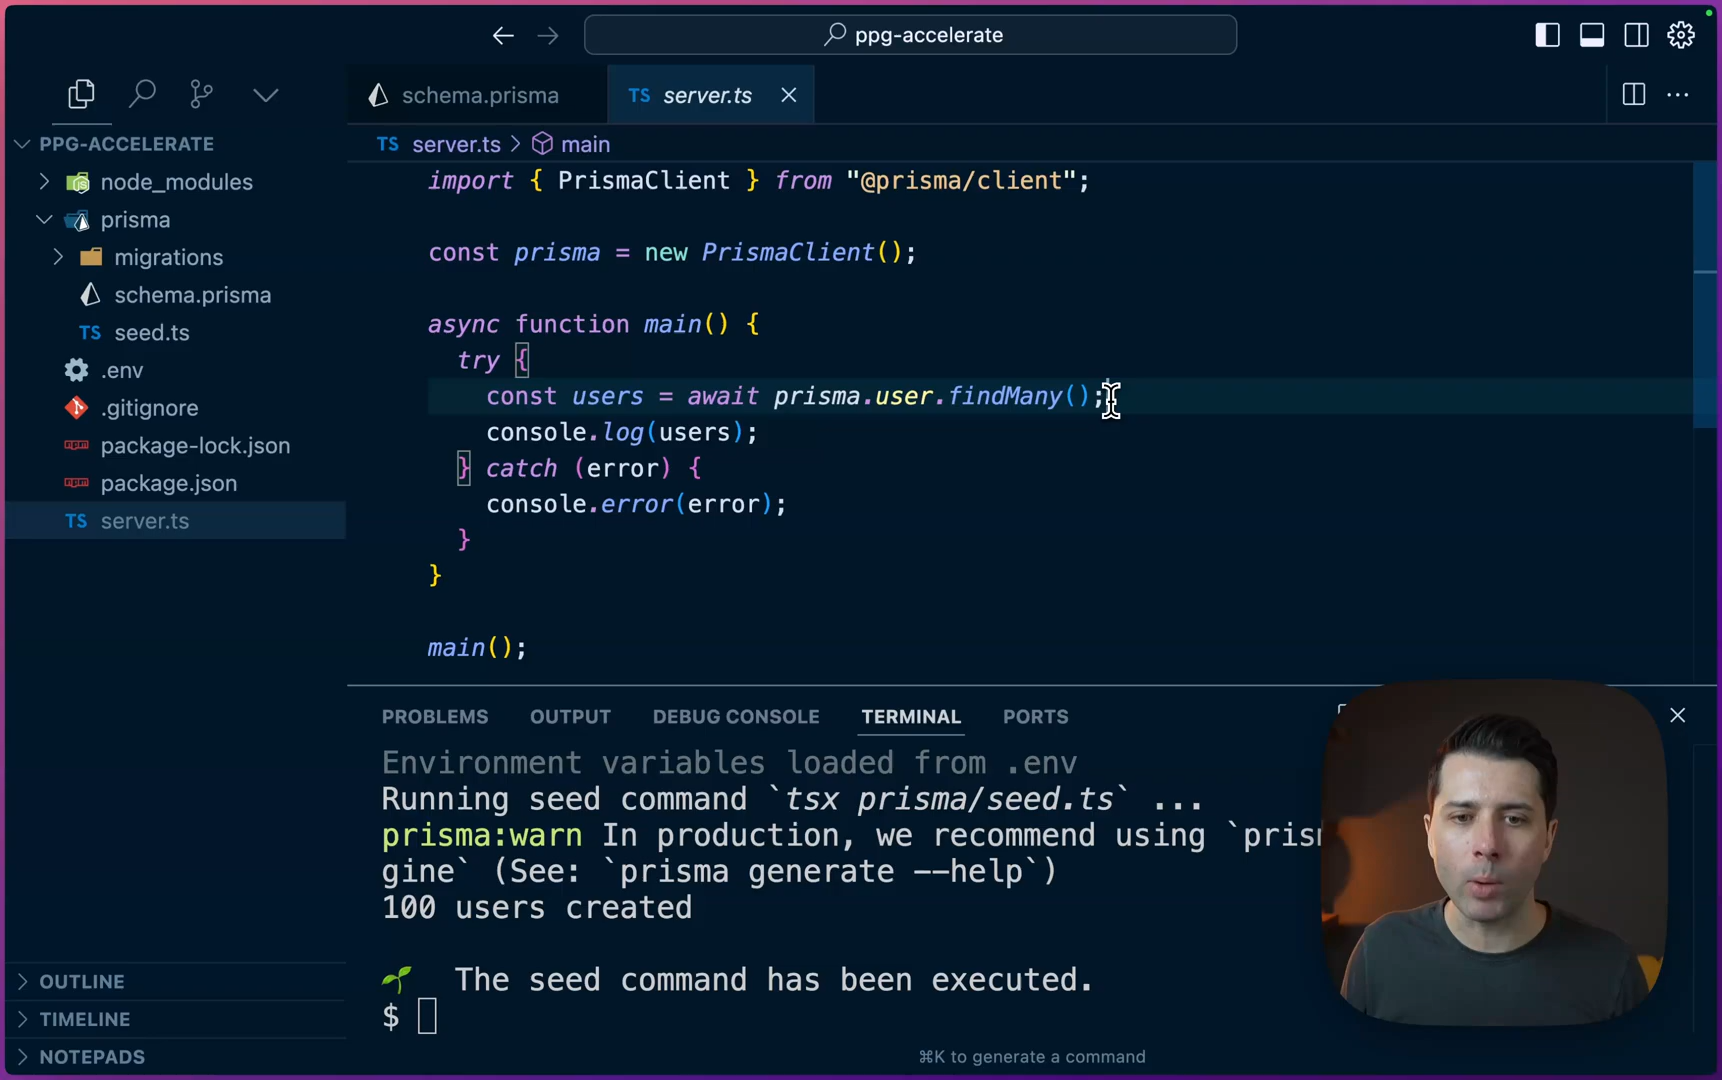 ppg-accelerate
schema.prisma
TS server.ts
PPG-ACCELERATE
node_modules
prisma
migrations
schema.prisma
TS seed.ts
.env
.gitignore
package-lock.json
package.json
TS server.ts
OUTLINE
TIMELINE
NOTEPADS
TS server.ts > main
import { PrismaClient } from "@prisma/client";
const prisma = new PrismaClient();
async function main() {
try {
const users = await prisma.user.findMany();
console.log(users);
} catch (error) {
console.error(error);
}
}
main();
PROBLEMS OUTPUT DEBUG CONSOLE TERMINAL PORTS
Environment variables loaded from .env
Running seed command `tsx prisma/seed.ts` ...
prisma:warn In production, we recommend using `pris
gine` (See: `prisma generate --help`)
100 users created
The seed command has been executed.
$
⌘K to generate a command